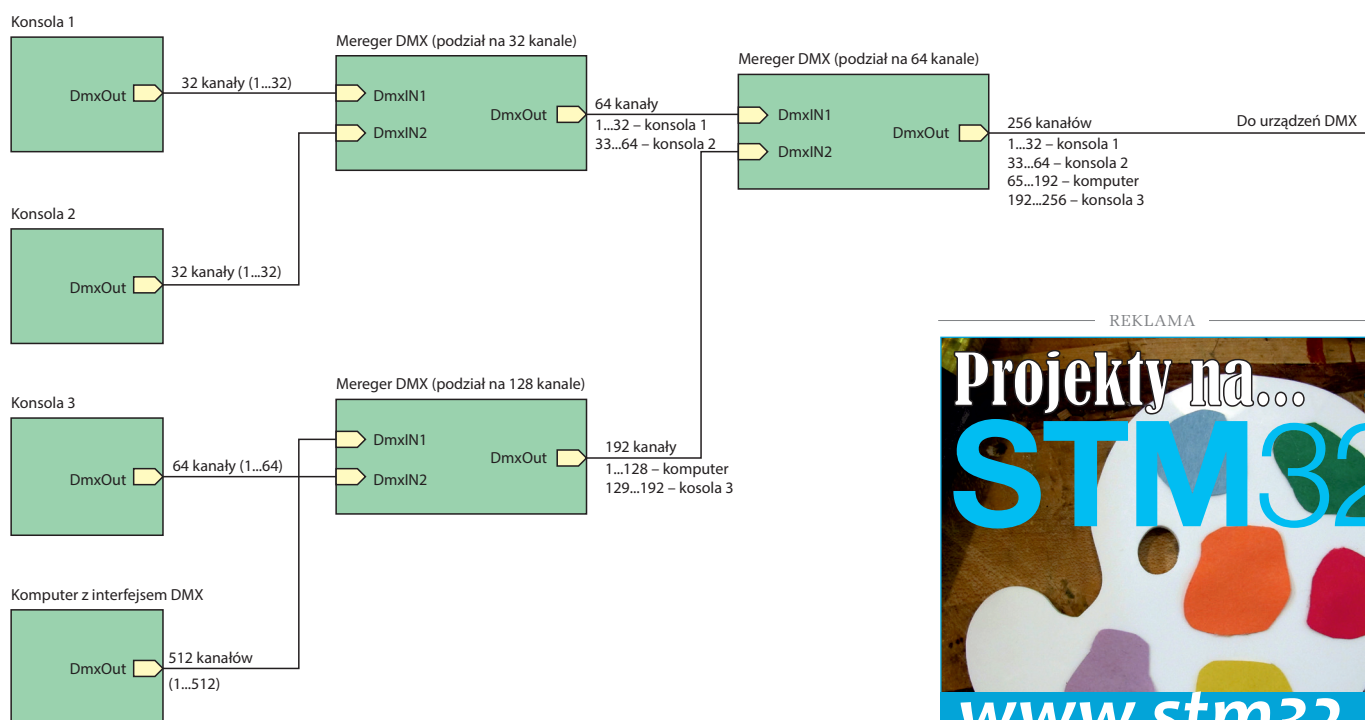 Konsola 1
DmxOut
32 kanały (1...32)
Mereger DMX (podział na 32 kanale)
DmxIN1
DmxIN2
DmxOut
64 kanały
1...32 – konsola 1
33...64 – konsola 2
Mereger DMX (podział na 64 kanale)
DmxIN1
DmxIN2
DmxOut
256 kanałów
1...32 – konsola 1
33...64 – konsola 2
65...192 – komputer
192...256 – konsola 3
Do urządzeń DMX
Konsola 2
DmxOut
32 kanały (1...32)
Konsola 3
DmxOut
64 kanały (1...64)
Mereger DMX (podział na 128 kanale)
DmxIN1
DmxIN2
DmxOut
192 kanały
1...128 – komputer
129...192 – kosola 3
Komputer z interfejsem DMX
DmxOut
512 kanałów
(1...512)
REKLAMA
Projekty na...
STM32
www.stm32